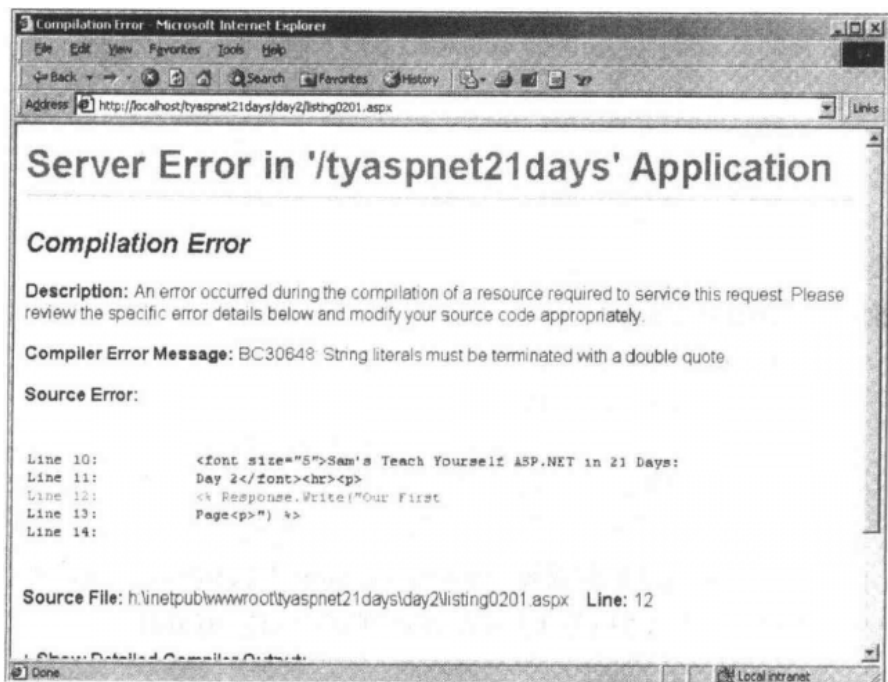 Compilation Error - Microsoft Internet Explorer
File Edit View Favorites Tools Help
Back Search Favorites History
Address http://localhost/tyaspnet21days/day2/listing0201.aspx Links
Server Error in '/tyaspnet21days' Application
Compilation Error
Description: An error occurred during the compilation of a resource required to service this request. Please
review the specific error details below and modify your source code appropriately.
Compiler Error Message: BC30648: String literals must be terminated with a double quote.
Source Error:
Line 10: <font size="5">Sam's Teach Yourself ASP.NET in 21 Days:
Line 11: Day 2</font><hr><p>
Line 12: <% Response.Write("Our First
Line 13: Page<p>") %>
Line 14:
Source File: h:\inetpub\wwwroot\tyaspnet21days\day2\listing0201.aspx Line: 12
Show Detailed Compiler Output:
Done Local intranet